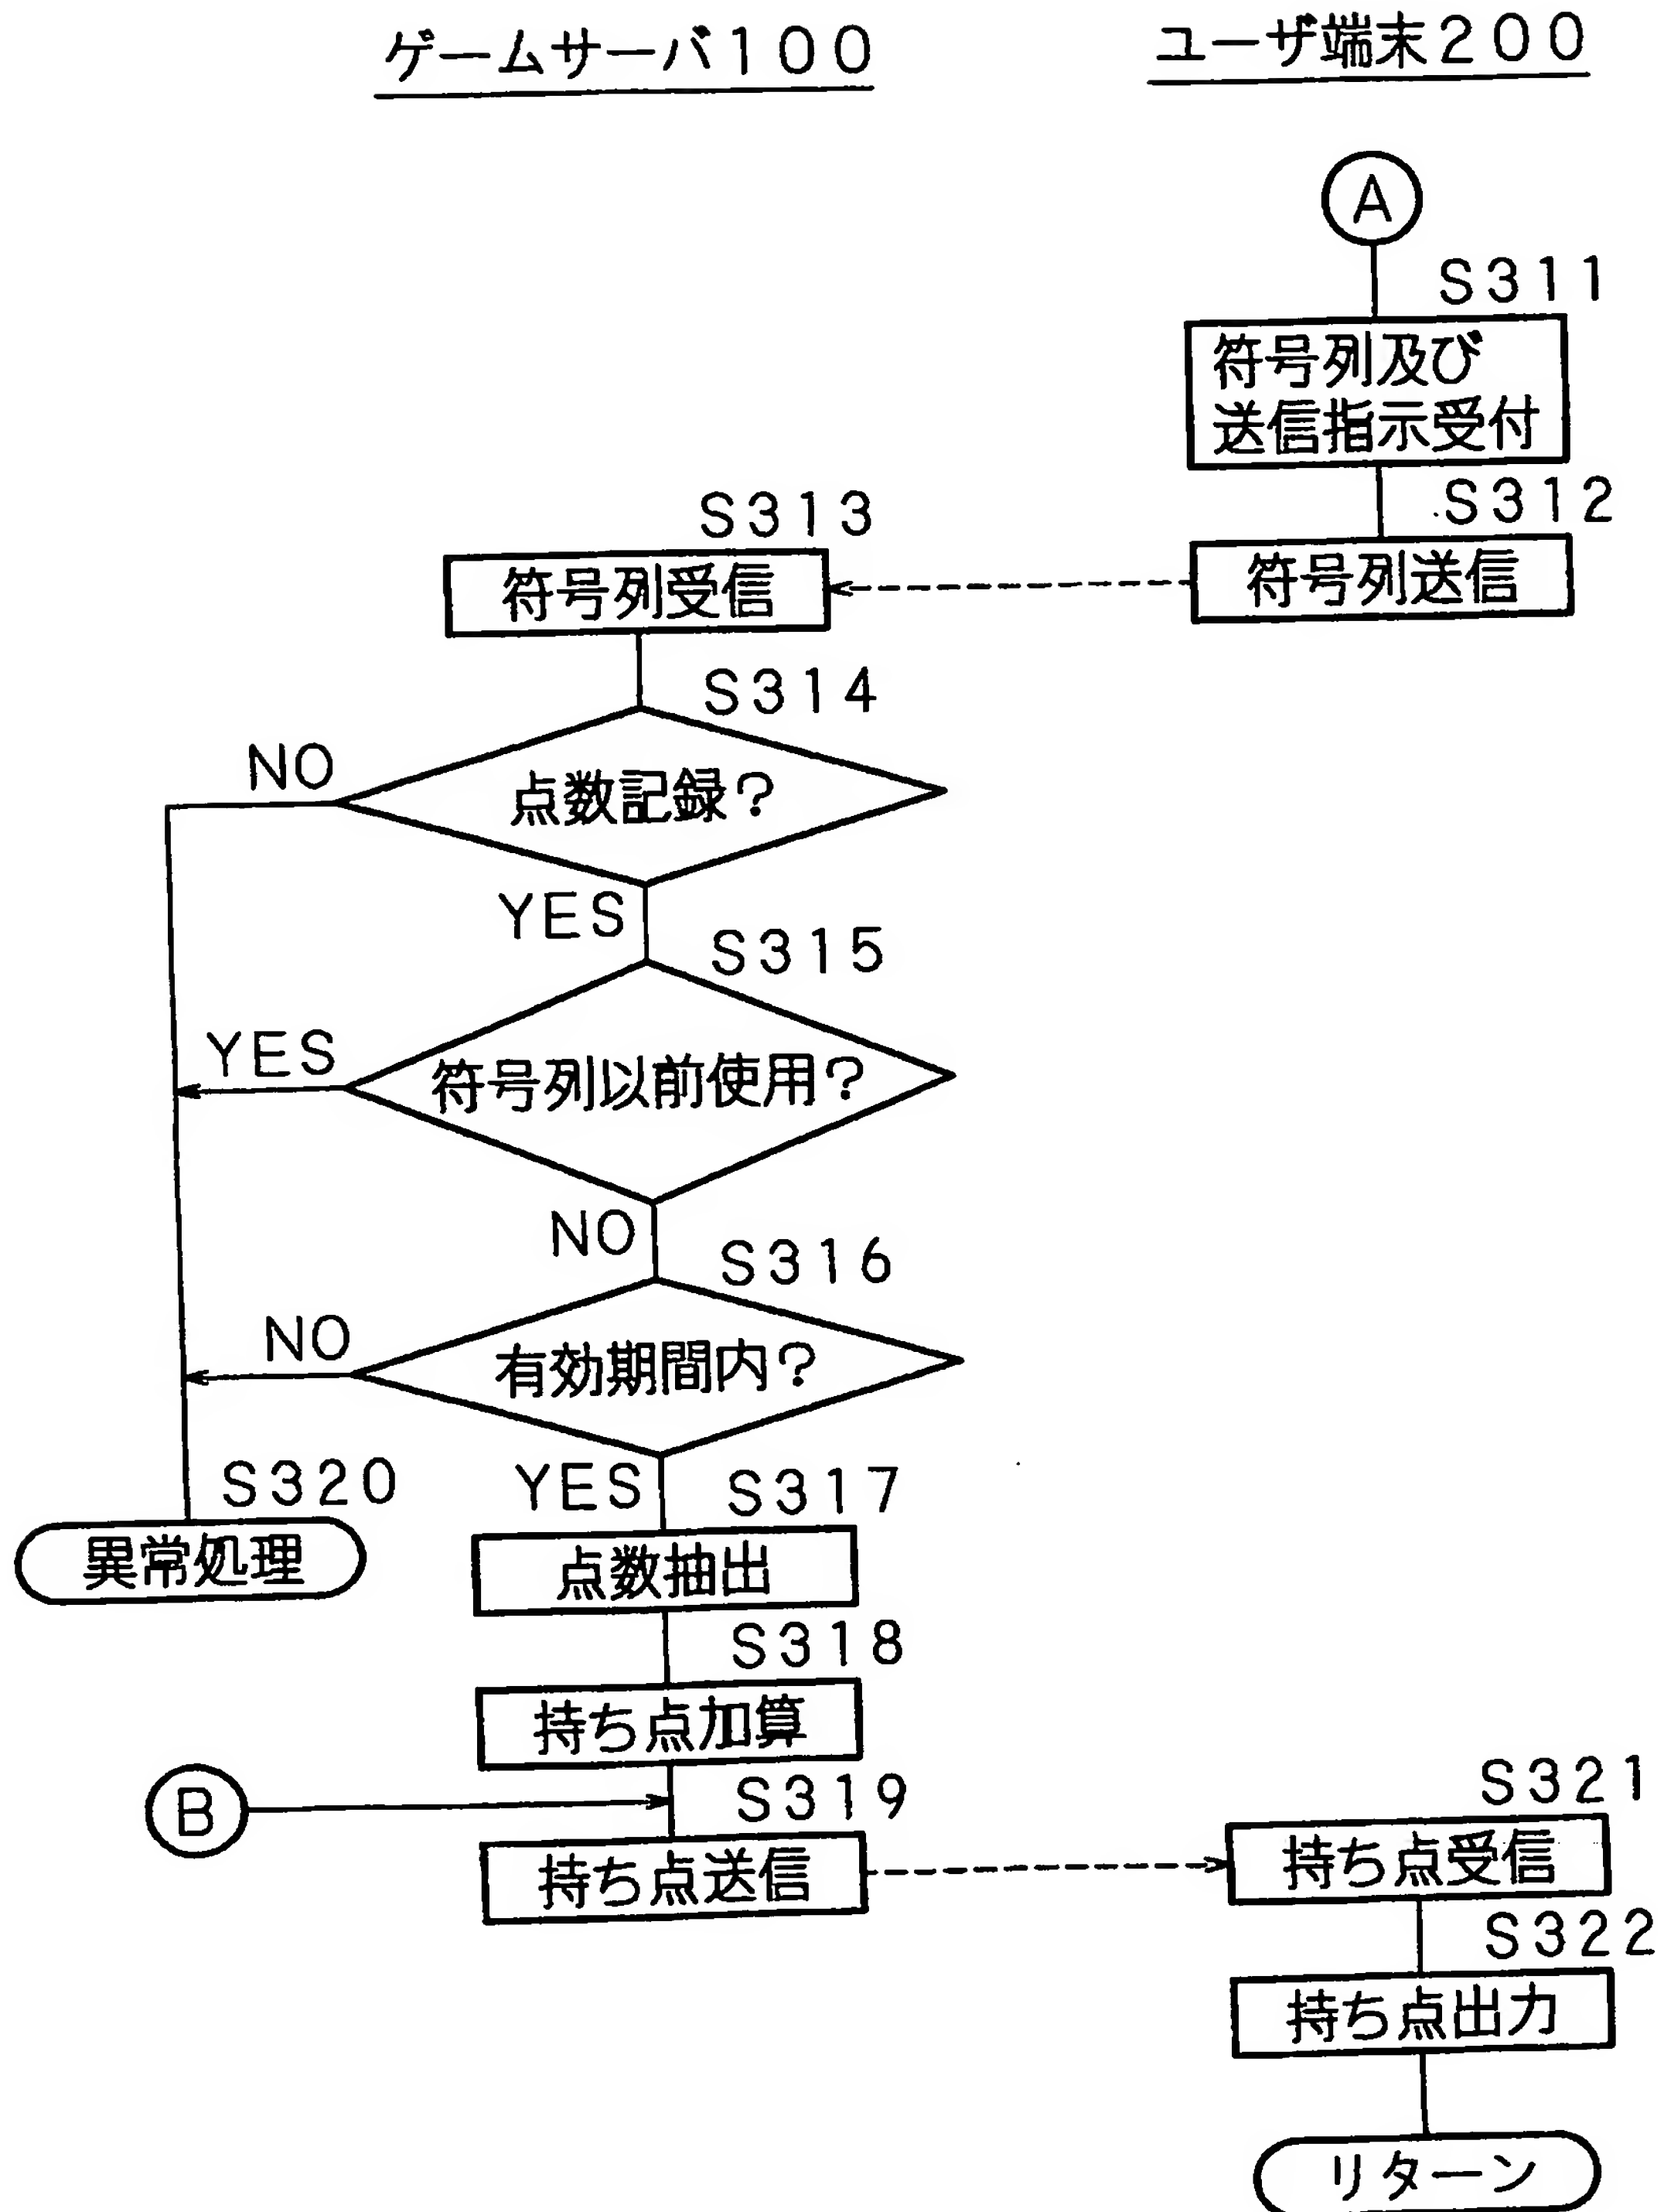 ゲームサーバ100
ユーザ端末200
A
S311
符号列及び
送信指示受付
S312
符号列送信
S313
符号列受信
S314
点数記録?
NO
YES
S315
符号列以前使用?
YES
NO
S316
有効期間内?
NO
YES
S320
異常処理
S317
点数抽出
S318
持ち点加算
B
S319
持ち点送信
S321
持ち点受信
S322
持ち点出力
リターン